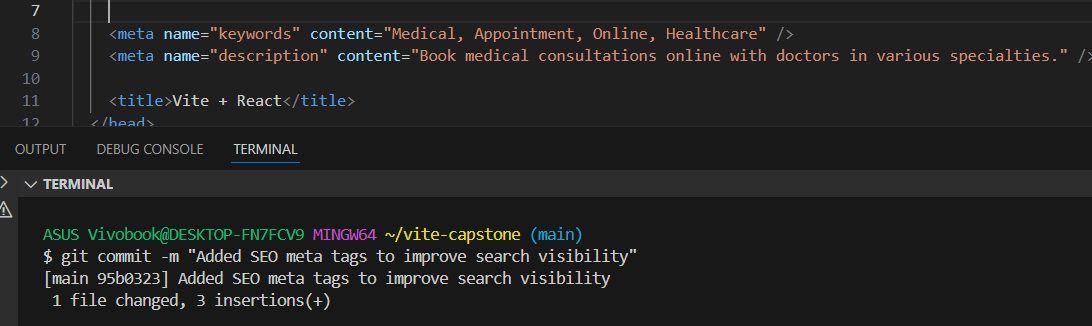 7
8 <meta name="keywords" content="Medical, Appointment, Online, Healthcare" />
9 <meta name="description" content="Book medical consultations online with doctors in various specialties." />
10
11 <title>Vite + React</title>
12 </head>
OUTPUT DEBUG CONSOLE TERMINAL
TERMINAL
ASUS Vivobook@DESKTOP-FN7FCV9 MINGW64 ~/vite-capstone (main)
$ git commit -m "Added SEO meta tags to improve search visibility"
[main 95b0323] Added SEO meta tags to improve search visibility
1 file changed, 3 insertions(+)